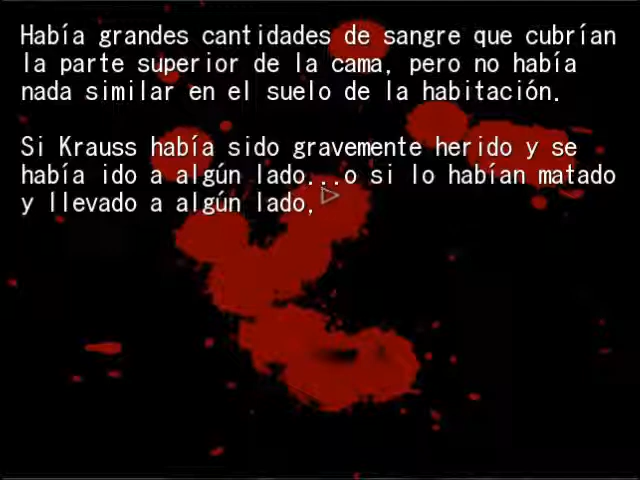 Había grandes cantidades de sangre que cubrían
la parte superior de la cama, pero no había
nada similar en el suelo de la habitación.
Si Krauss había sido gravemente herido y se
había ido a algún lado...o si lo habían matado
y llevado a algún lado,